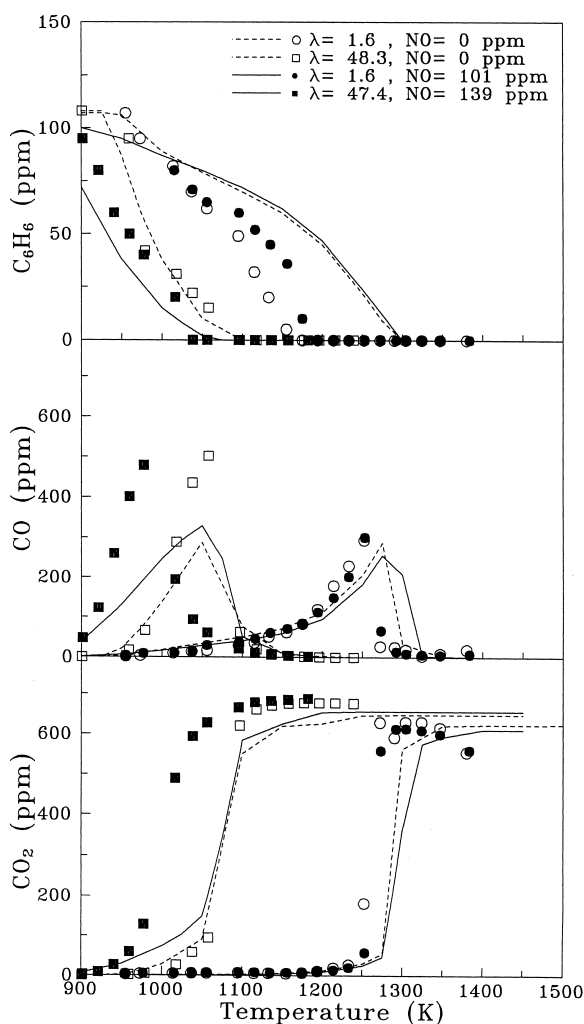 150
λ= 1.6 , NO= 0 ppm
λ= 48.3, NO= 0 ppm
λ= 1.6 , NO= 101 ppm
λ= 47.4, NO= 139 ppm
100
50
0
C₆H₆ (ppm)
600
400
200
0
CO (ppm)
600
400
200
0
CO₂ (ppm)
900 1000 1100 1200 1300 1400 1500
Temperature (K)